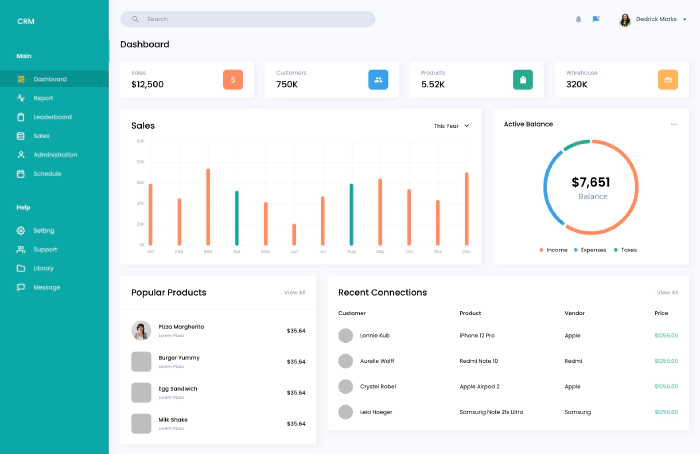 CRM
Search
Dedrick Marks
Main
Dashboard
Report
Leaderboard
Sales
Administration
Schedule
Help
Setting
Support
Library
Message
Dashboard
Sales
$12,500
Customers
750K
Products
5.52K
Warehouse
320K
Sales
This Year
60K
50K
40K
30K
20K
0K
Jan Feb Mar Apr May Jun Jul Aug Sep Oct Nov Dec
Active Balance
$7,651
Balance
Income Expenses Taxes
Popular Products
View All
Pizza Margherita
Lorem Pizza
$35.64
Burger Yummy
Lorem Pizza
$35.64
Egg Sandwich
Lorem Pizza
$35.64
Milk Shake
Lorem Pizza
$35.64
Recent Connections
View All
Customer Product Vendor Price
Lonnie Kub iPhone 12 Pro Apple $1256.00
Aurelie Wolff Redmi Note 10 Redmi $1256.00
Crystel Robel Apple Airpod 2 Apple $1256.00
Lela Hoeger Samsung Note 21s Ultra Samsung $1256.00